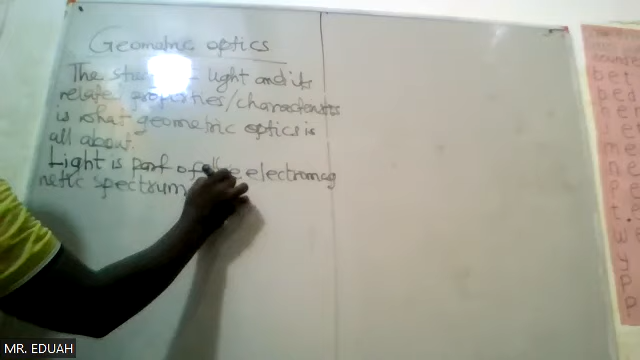 Geometric optics
The study light and its
related properties/characteristics
is what geometric optics is
all about.
Light is part of the electromag
netic spectrum
MR. EDUAH